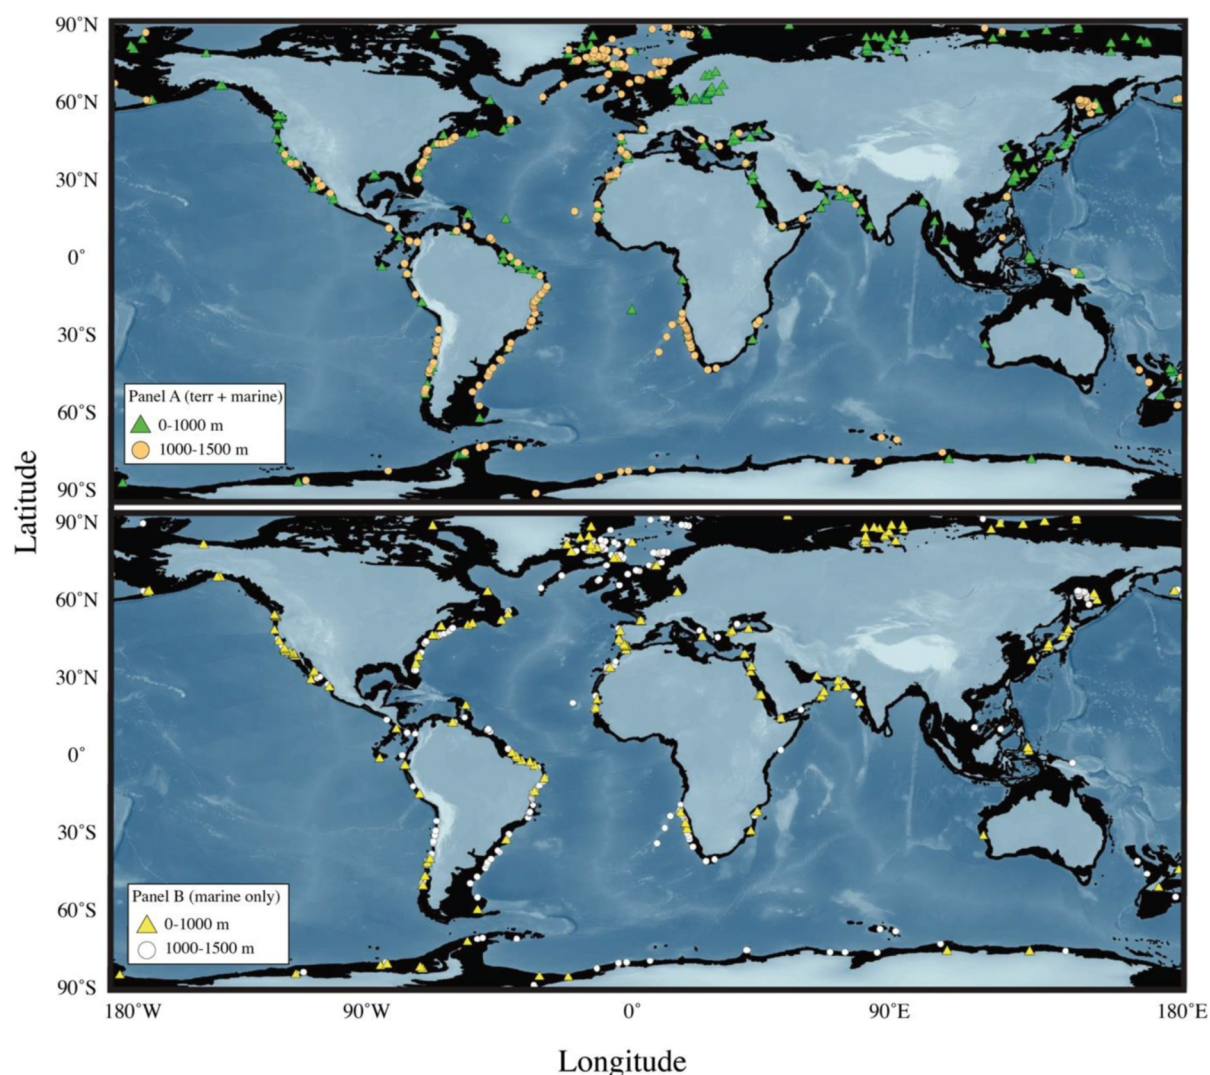 90˚N
60˚N
30˚N
0˚
30˚S
60˚S
90˚S
Panel A (terr + marine)
0-1000 m
1000-1500 m
Latitude
90˚N
60˚N
30˚N
0˚
30˚S
60˚S
90˚S
Panel B (marine only)
0-1000 m
1000-1500 m
180˚W 90˚W 0˚ 90˚E 180˚E
Longitude